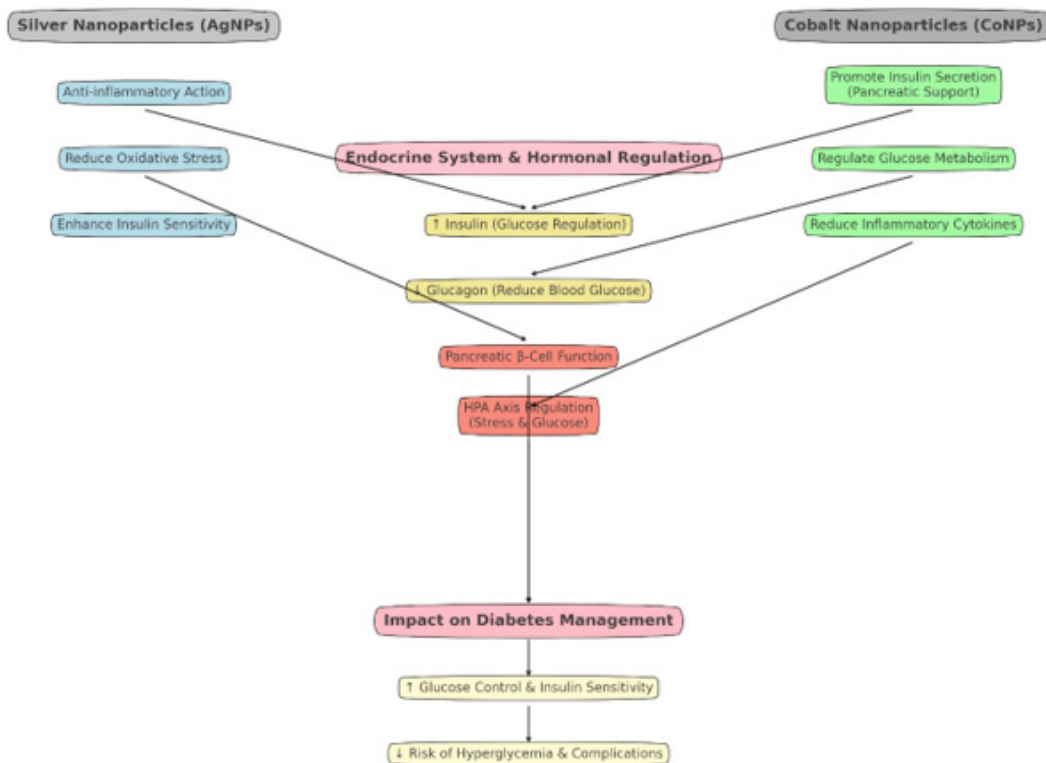 Silver Nanoparticles (AgNPs)
Cobalt Nanoparticles (CoNPs)
Anti-inflammatory Action
Promote Insulin Secretion
(Pancreatic Support)
Endocrine System & Hormonal Regulation
Reduce Oxidative Stress
Regulate Glucose Metabolism
Enhance Insulin Sensitivity
↑ Insulin (Glucose Regulation)
Reduce Inflammatory Cytokines
↓ Glucagon (Reduce Blood Glucose)
Pancreatic β-Cell Function
HPA Axis Regulation
(Stress & Glucose)
Impact on Diabetes Management
↑ Glucose Control & Insulin Sensitivity
↓ Risk of Hyperglycemia & Complications